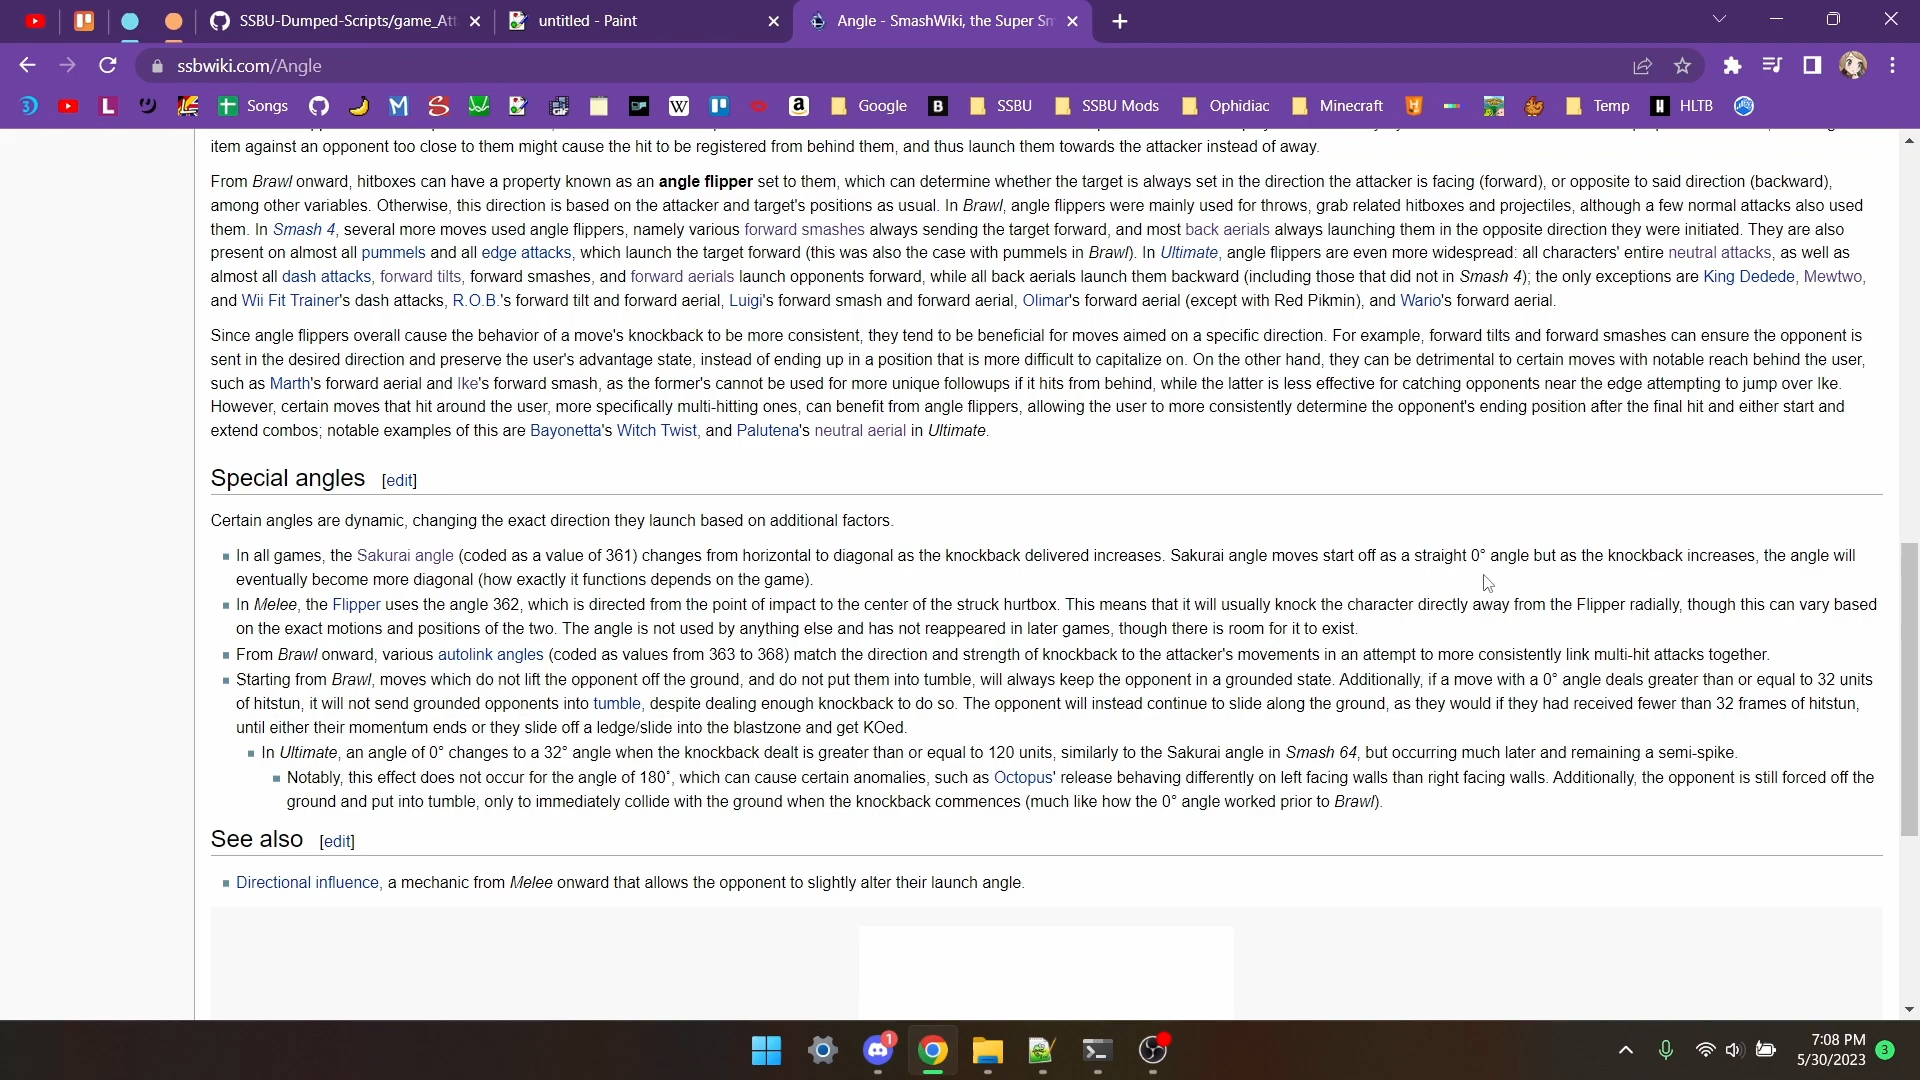 SSBU-Dumped-Scripts/game_Att
untitled - Paint
Angle - SmashWiki, the Super Sm
ssbwiki.com/Angle
Songs
Google
SSBU
SSBU Mods
Ophidiac
Minecraft
Temp
HLTB
item against an opponent too close to them might cause the hit to be registered from behind them, and thus launch them towards the attacker instead of away.
From Brawl onward, hitboxes can have a property known as an angle flipper set to them, which can determine whether the target is always set in the direction the attacker is facing (forward), or opposite to said direction (backward),
among other variables. Otherwise, this direction is based on the attacker and target's positions as usual. In Brawl, angle flippers were mainly used for throws, grab related hitboxes and projectiles, although a few normal attacks also used
them. In Smash 4, several more moves used angle flippers, namely various forward smashes always sending the target forward, and most back aerials always launching them in the opposite direction they were initiated. They are also
present on almost all pummels and all edge attacks, which launch the target forward (this was also the case with pummels in Brawl). In Ultimate, angle flippers are even more widespread: all characters' entire neutral attacks, as well as
almost all dash attacks, forward tilts, forward smashes, and forward aerials launch opponents forward, while all back aerials launch them backward (including those that did not in Smash 4); the only exceptions are King Dedede, Mewtwo,
and Wii Fit Trainer's dash attacks, R.O.B.'s forward tilt and forward aerial, Luigi's forward smash and forward aerial, Olimar's forward aerial (except with Red Pikmin), and Wario's forward aerial.
Since angle flippers overall cause the behavior of a move's knockback to be more consistent, they tend to be beneficial for moves aimed on a specific direction. For example, forward tilts and forward smashes can ensure the opponent is
sent in the desired direction and preserve the user's advantage state, instead of ending up in a position that is more difficult to capitalize on. On the other hand, they can be detrimental to certain moves with notable reach behind the user,
such as Marth's forward aerial and Ike's forward smash, as the former's cannot be used for more unique followups if it hits from behind, while the latter is less effective for catching opponents near the edge attempting to jump over Ike.
However, certain moves that hit around the user, more specifically multi-hitting ones, can benefit from angle flippers, allowing the user to more consistently determine the opponent's ending position after the final hit and either start and
extend combos; notable examples of this are Bayonetta's Witch Twist, and Palutena's neutral aerial in Ultimate.
Special angles [edit]
Certain angles are dynamic, changing the exact direction they launch based on additional factors.
In all games, the Sakurai angle (coded as a value of 361) changes from horizontal to diagonal as the knockback delivered increases. Sakurai angle moves start off as a straight 0° angle but as the knockback increases, the angle will
eventually become more diagonal (how exactly it functions depends on the game).
In Melee, the Flipper uses the angle 362, which is directed from the point of impact to the center of the struck hurtbox. This means that it will usually knock the character directly away from the Flipper radially, though this can vary based
on the exact motions and positions of the two. The angle is not used by anything else and has not reappeared in later games, though there is room for it to exist.
From Brawl onward, various autolink angles (coded as values from 363 to 368) match the direction and strength of knockback to the attacker's movements in an attempt to more consistently link multi-hit attacks together.
Starting from Brawl, moves which do not lift the opponent off the ground, and do not put them into tumble, will always keep the opponent in a grounded state. Additionally, if a move with a 0° angle deals greater than or equal to 32 units
of hitstun, it will not send grounded opponents into tumble, despite dealing enough knockback to do so. The opponent will instead continue to slide along the ground, as they would if they had received fewer than 32 frames of hitstun,
until either their momentum ends or they slide off a ledge/slide into the blastzone and get KOed.
In Ultimate, an angle of 0° changes to a 32° angle when the knockback dealt is greater than or equal to 120 units, similarly to the Sakurai angle in Smash 64, but occurring much later and remaining a semi-spike.
Notably, this effect does not occur for the angle of 180°, which can cause certain anomalies, such as Octopus' release behaving differently on left facing walls than right facing walls. Additionally, the opponent is still forced off the
ground and put into tumble, only to immediately collide with the ground when the knockback commences (much like how the 0° angle worked prior to Brawl).
See also [edit]
Directional influence, a mechanic from Melee onward that allows the opponent to slightly alter their launch angle.
1
7:08 PM
5/30/2023
3